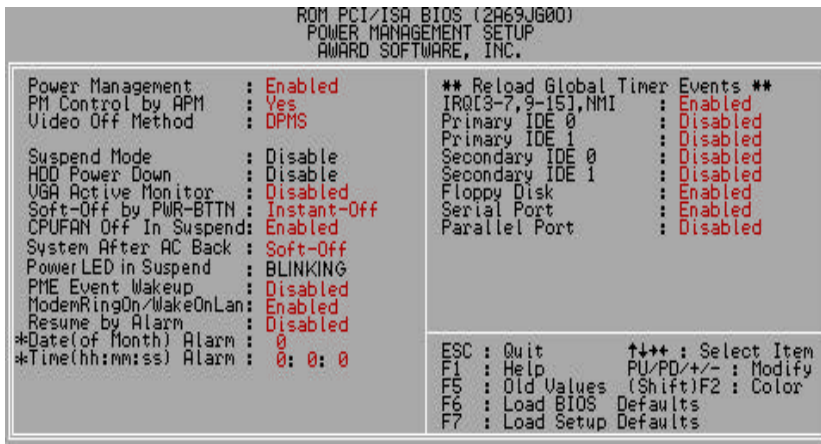 ROM PCI/ISA BIOS (2A69JG00)
POWER MANAGEMENT SETUP
AWARD SOFTWARE, INC.
Power Management : Enabled
PM Control by APM : Yes
Video Off Method : DPMS
Suspend Mode : Disable
HDD Power Down : Disable
VGA Active Monitor : Disabled
Soft-Off by PWR-BTTN : Instant-Off
CPUFAN Off In Suspend: Enabled
System After AC Back : Soft-Off
Power LED in Suspend : BLINKING
PME Event Wakeup : Disabled
ModemRingOn/WakeOnLan: Enabled
Resume by Alarm : Disabled
*Date(of Month) Alarm : 0
*Time(hh:mm:ss) Alarm : 0: 0: 0
** Reload Global Timer Events **
IRQ[3-7,9-15],NMI : Enabled
Primary IDE 0 : Disabled
Primary IDE 1 : Disabled
Secondary IDE 0 : Disabled
Secondary IDE 1 : Disabled
Floppy Disk : Enabled
Serial Port : Enabled
Parallel Port : Disabled
ESC : Quit ↑↓→← : Select Item
F1 : Help PU/PD/+/- : Modify
F5 : Old Values (Shift)F2 : Color
F6 : Load BIOS Defaults
F7 : Load Setup Defaults